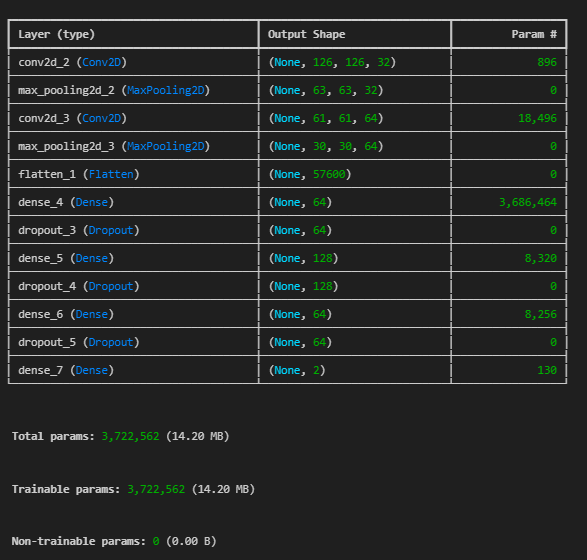 Layer (type) Output Shape Param #
conv2d_2 (Conv2D) (None, 126, 126, 32) 896
max_pooling2d_2 (MaxPooling2D) (None, 63, 63, 32) 0
conv2d_3 (Conv2D) (None, 61, 61, 64) 18,496
max_pooling2d_3 (MaxPooling2D) (None, 30, 30, 64) 0
flatten_1 (Flatten) (None, 57600) 0
dense_4 (Dense) (None, 64) 3,686,464
dropout_3 (Dropout) (None, 64) 0
dense_5 (Dense) (None, 128) 8,320
dropout_4 (Dropout) (None, 128) 0
dense_6 (Dense) (None, 64) 8,256
dropout_5 (Dropout) (None, 64) 0
dense_7 (Dense) (None, 2) 130
Total params: 3,722,562 (14.20 MB)
Trainable params: 3,722,562 (14.20 MB)
Non-trainable params: 0 (0.00 B)